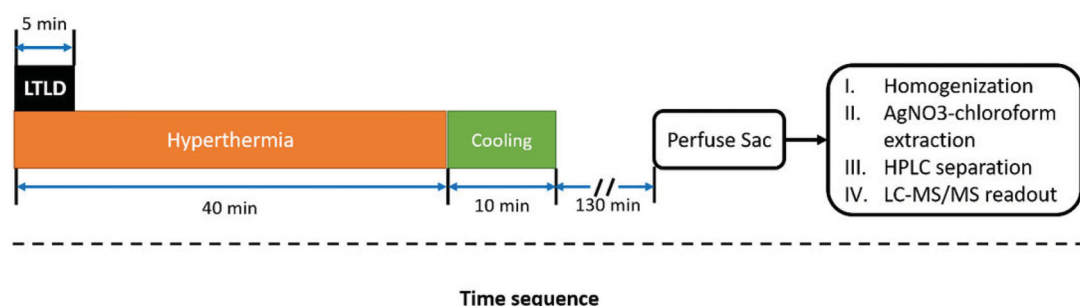 5 min
LTLD
Hyperthermia
Cooling
40 min
10 min
130 min
Perfuse Sac
I. Homogenization
II. AgNO3-chloroform
extraction
III. HPLC separation
IV. LC-MS/MS readout
Time sequence